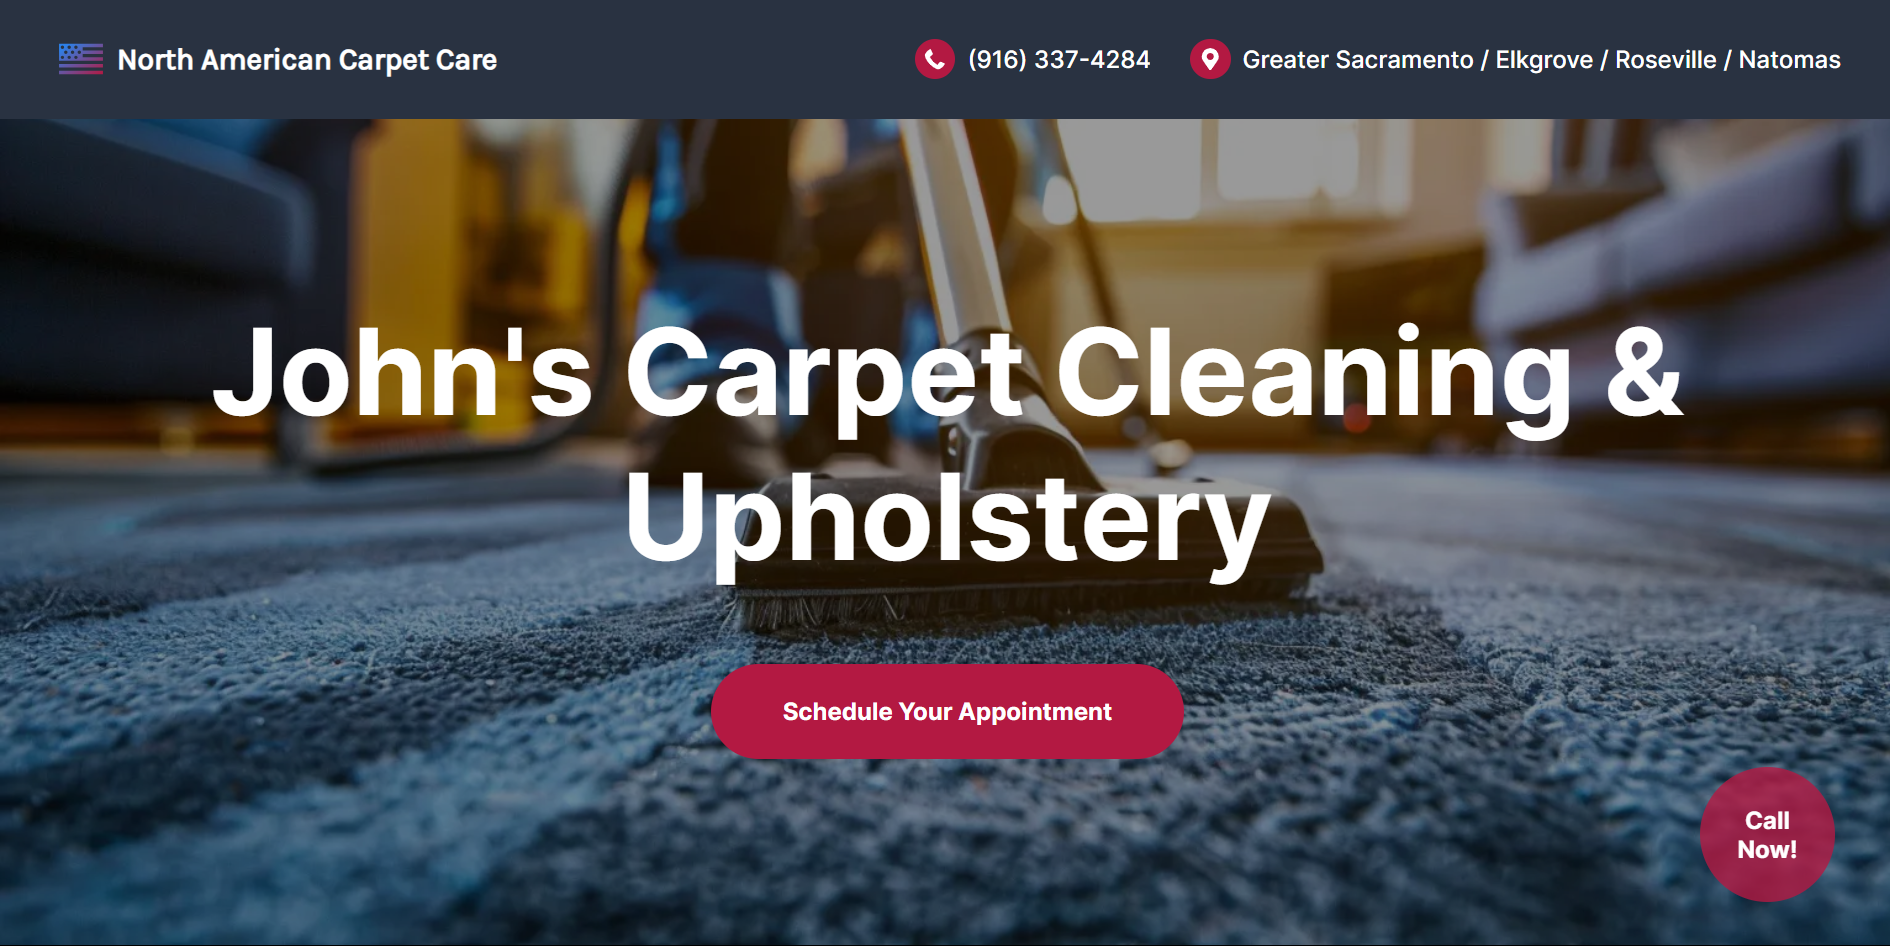 North American Carpet Care
(916) 337-4284
Greater Sacramento / Elkgrove / Roseville / Natomas
John's Carpet Cleaning &
Upholstery
Schedule Your Appointment
Call
Now!